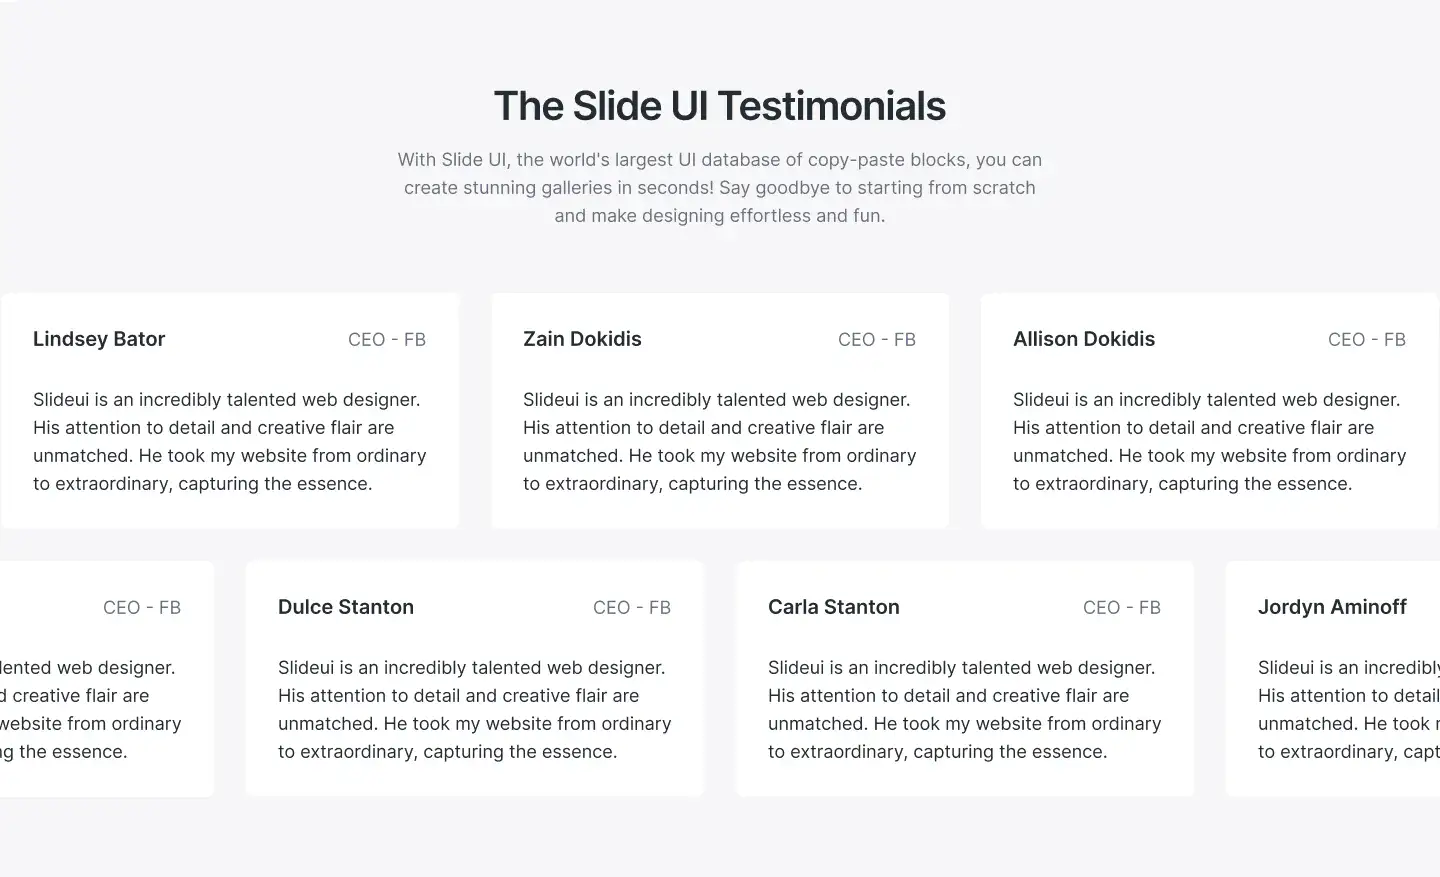 The Slide UI Testimonials
With Slide UI, the world's largest UI database of copy-paste blocks, you can
create stunning galleries in seconds! Say goodbye to starting from scratch
and make designing effortless and fun.
Lindsey Bator
CEO - FB
Slideui is an incredibly talented web designer.
His attention to detail and creative flair are
unmatched. He took my website from ordinary
to extraordinary, capturing the essence.
Zain Dokidis
CEO - FB
Slideui is an incredibly talented web designer.
His attention to detail and creative flair are
unmatched. He took my website from ordinary
to extraordinary, capturing the essence.
Allison Dokidis
CEO - FB
Slideui is an incredibly talented web designer.
His attention to detail and creative flair are
unmatched. He took my website from ordinary
to extraordinary, capturing the essence.
CEO - FB
web designer.
creative flair are
website from ordinary
the essence.
Dulce Stanton
CEO - FB
Slideui is an incredibly talented web designer.
His attention to detail and creative flair are
unmatched. He took my website from ordinary
to extraordinary, capturing the essence.
Carla Stanton
CEO - FB
Slideui is an incredibly talented web designer.
His attention to detail and creative flair are
unmatched. He took my website from ordinary
to extraordinary, capturing the essence.
Jordyn Aminoff
Slideui is an incredibly
His attention to detail
unmatched. He took
to extraordinary,